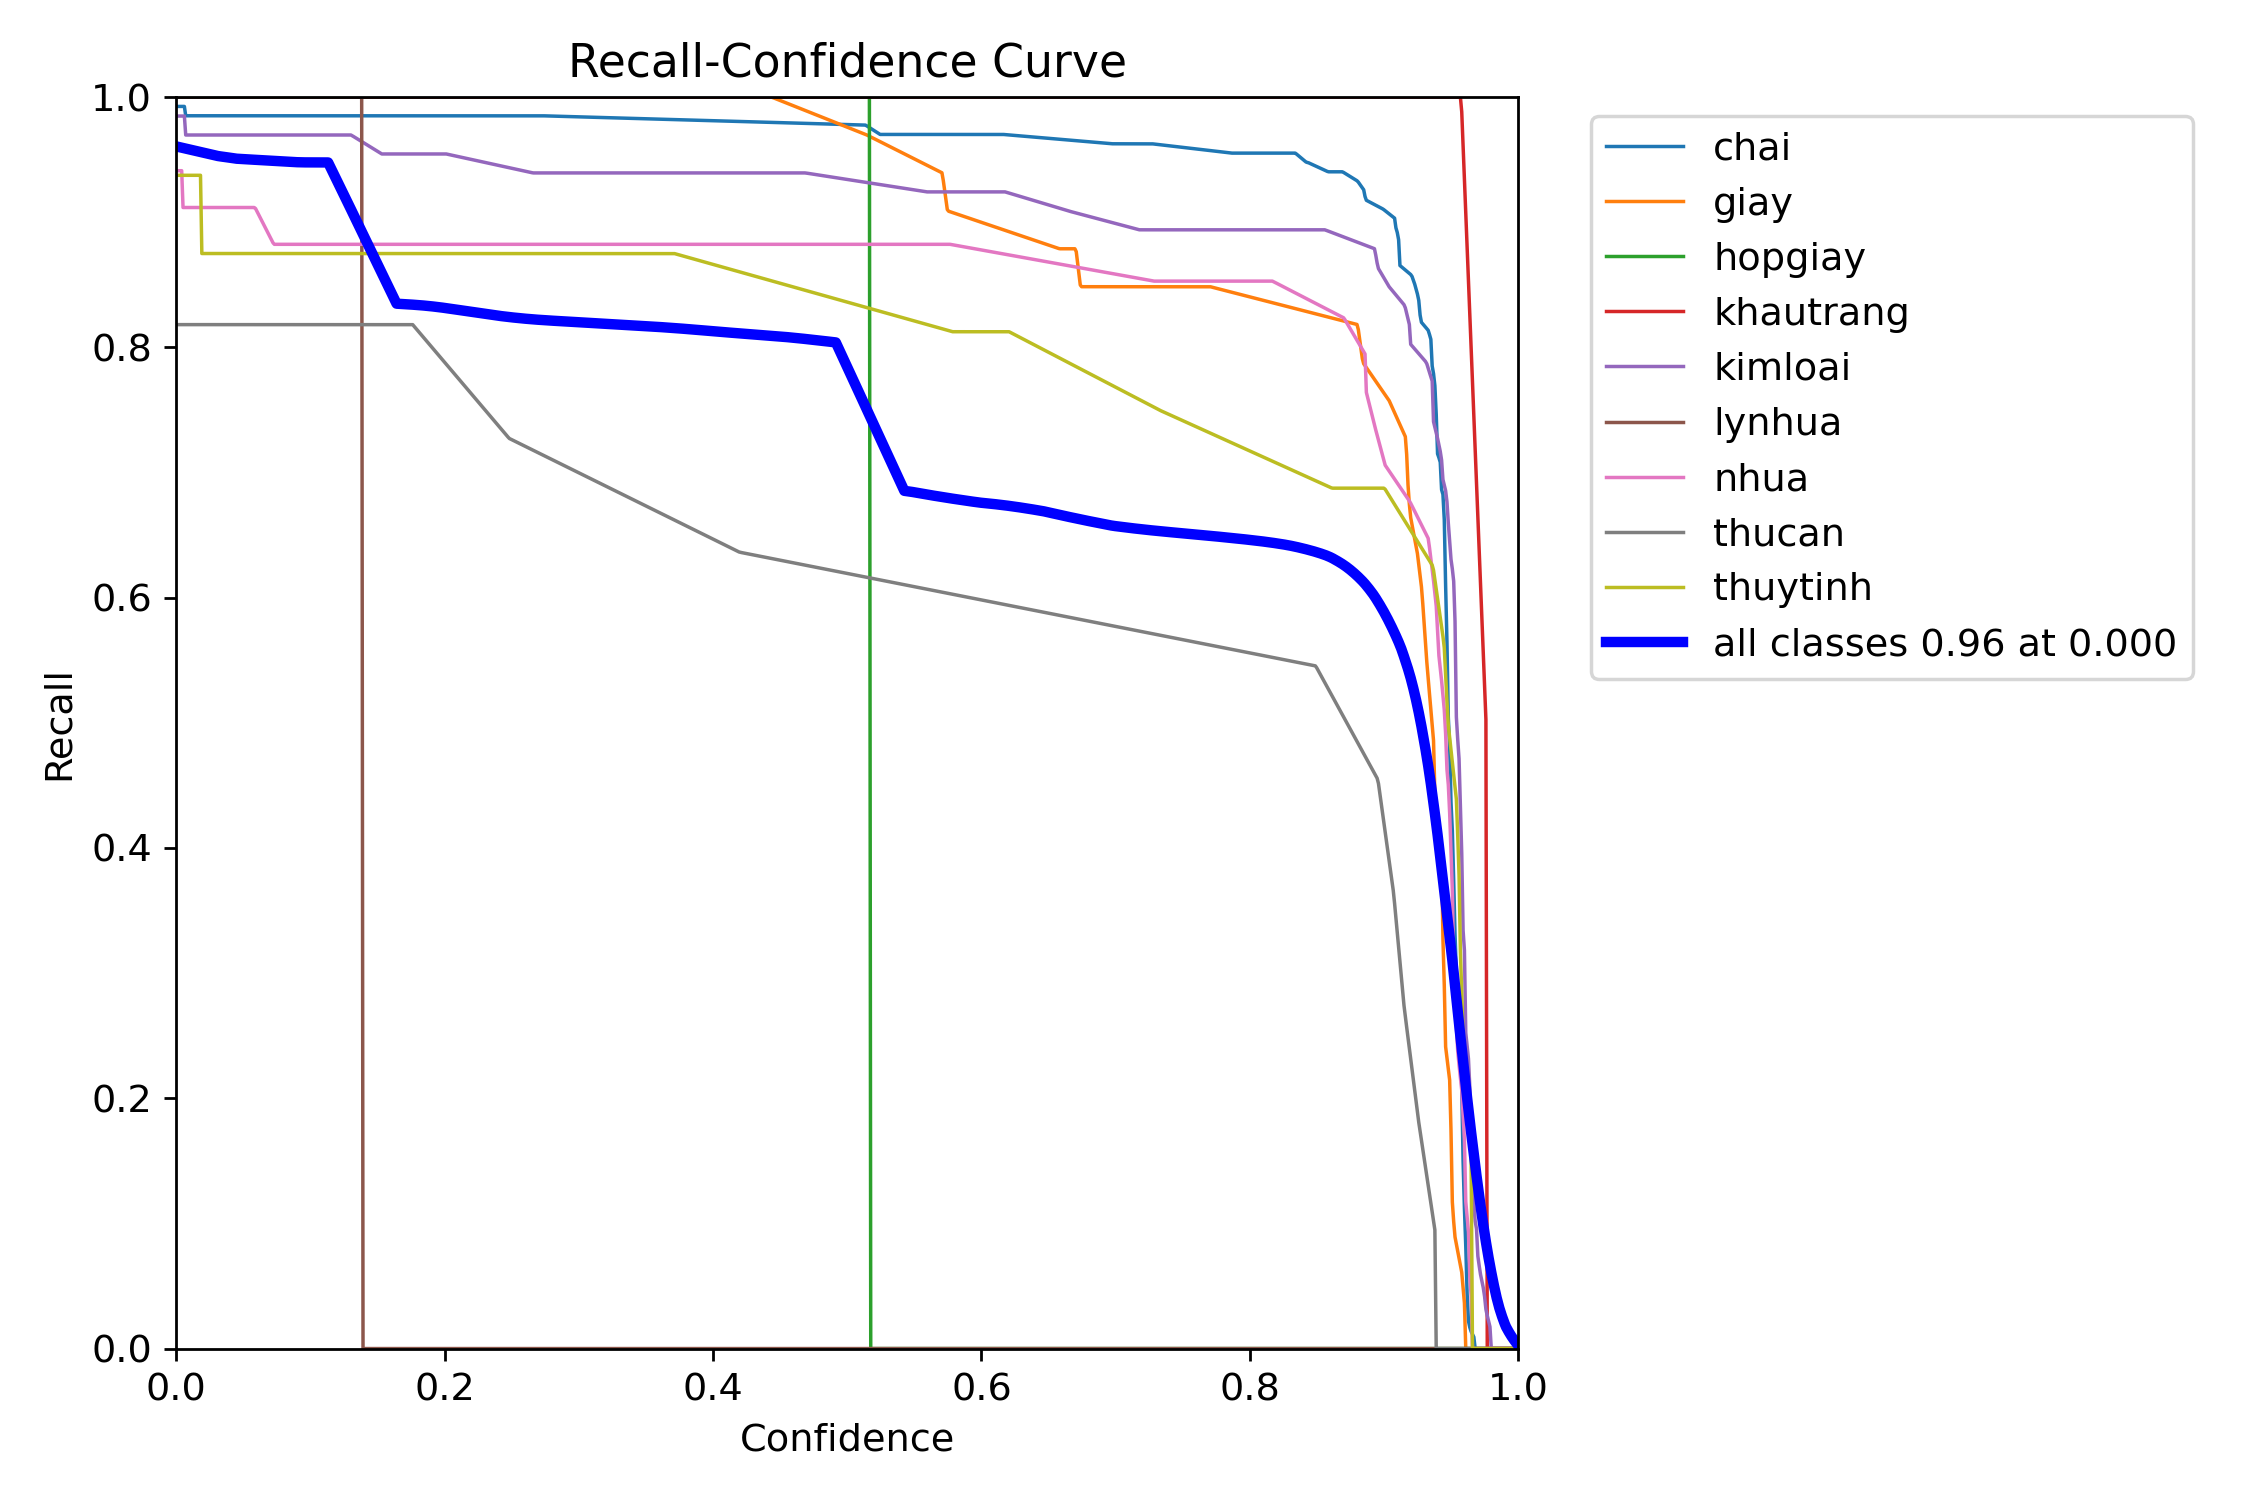 Recall-Confidence Curve
1.0
0.8
0.6
0.4
0.2
0.0
Recall
0.0 0.2 0.4 0.6 0.8 1.0
Confidence
chai
giay
hopgiay
khautrang
kimloai
lynhua
nhua
thucan
thuytinh
all classes 0.96 at 0.000